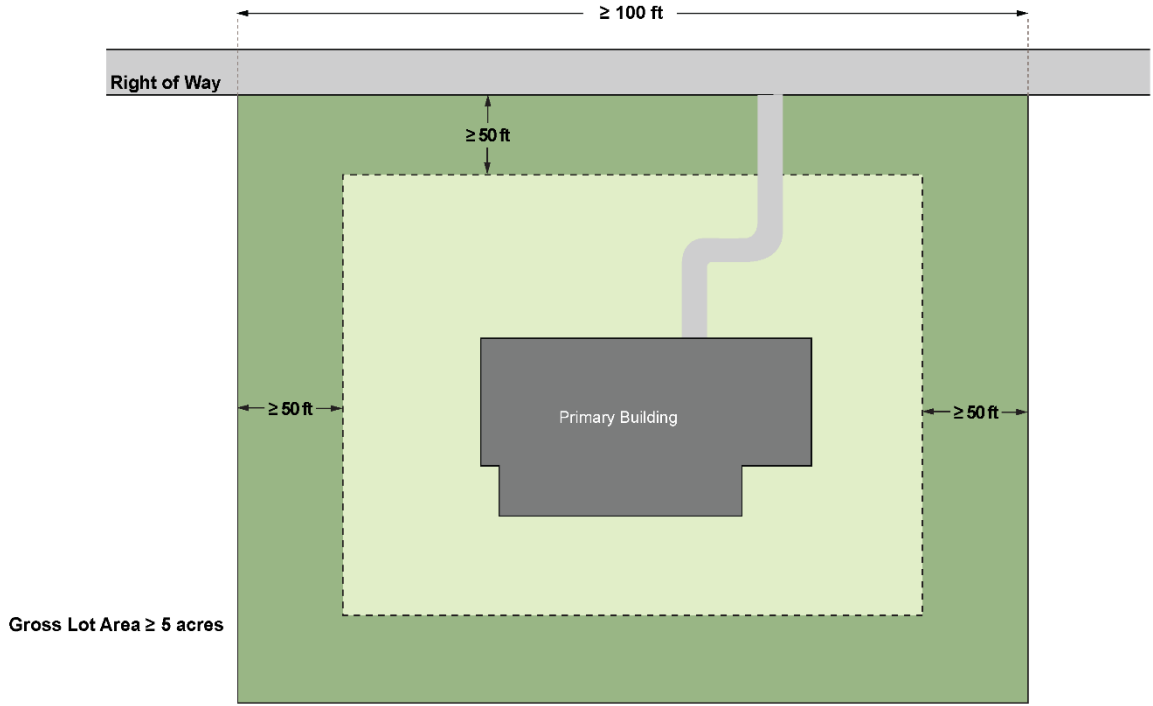 ≥ 100 ft
Right of Way
≥ 50 ft
≥ 50 ft
≥ 50 ft
Primary Building
Gross Lot Area ≥ 5 acres